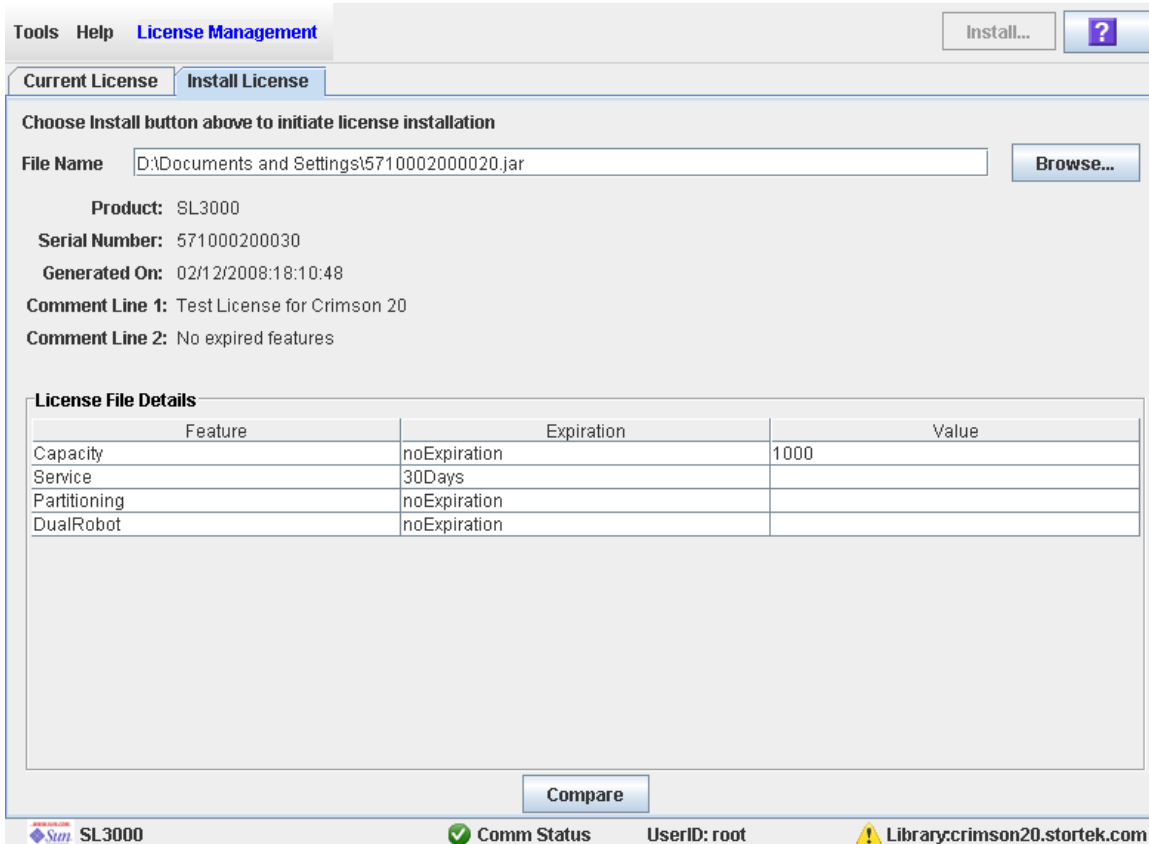 Tools Help License Management Install... ?
Current License Install License
Choose Install button above to initiate license installation
File Name D:\Documents and Settings\5710002000020.jar Browse...
Product: SL3000
Serial Number: 571000200030
Generated On: 02/12/2008:18:10:48
Comment Line 1: Test License for Crimson 20
Comment Line 2: No expired features
License File Details
Feature Expiration Value
Capacity noExpiration 1000
Service 30Days
Partitioning noExpiration
DualRobot noExpiration
Compare
Sun SL3000 Comm Status UserID: root Library:crimson20.stortek.com